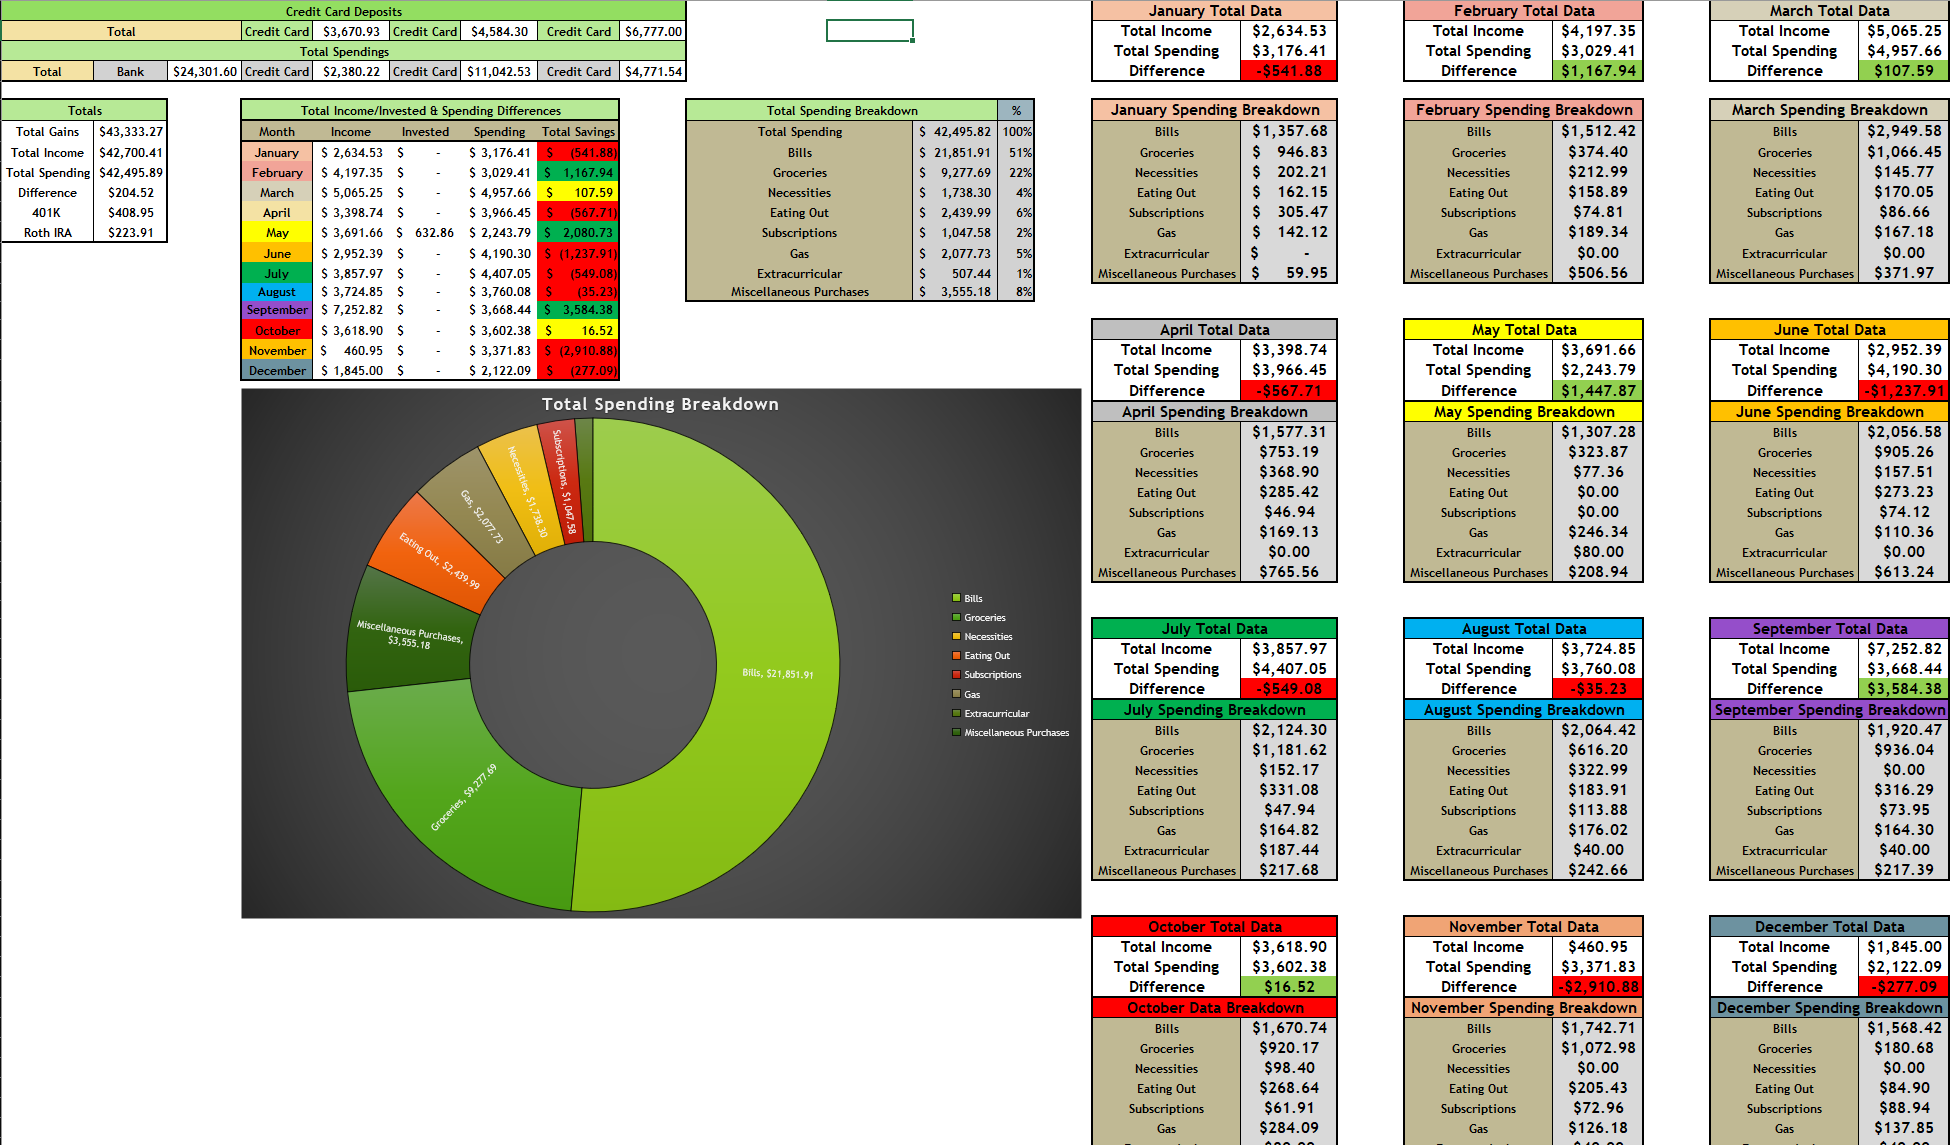 Credit Card Deposits
Total Credit Card $3,670.93 Credit Card $4,584.30 Credit Card $6,777.00
Total Spendings
Total Bank $24,301.60 Credit Card $2,380.22 Credit Card $11,042.53 Credit Card $4,771.54
Totals
Total Gains $43,333.27
Total Income $42,700.41
Total Spending $42,495.89
Difference $204.52
401K $408.95
Roth IRA $223.91
Total Income/Invested & Spending Differences
Month Income Invested Spending Total Savings
January $ 2,634.53 $ - $ 3,176.41 $ (541.88)
February $ 4,197.35 $ - $ 3,029.41 $ 1,167.94
March $ 5,065.25 $ - $ 4,957.66 $ 107.59
April $ 3,398.74 $ - $ 3,966.45 $ (567.71)
May $ 3,691.66 $ 632.86 $ 2,243.79 $ 2,080.73
June $ 2,952.39 $ - $ 4,190.30 $ (1,237.91)
July $ 3,857.97 $ - $ 4,407.05 $ (549.08)
August $ 3,724.85 $ - $ 3,760.08 $ (35.23)
September $ 7,252.82 $ - $ 3,668.44 $ 3,584.38
October $ 3,618.90 $ - $ 3,602.38 $ 16.52
November $ 460.95 $ - $ 3,371.83 $ (2,910.88)
December $ 1,845.00 $ - $ 2,122.09 $ (277.09)
Total Spending Breakdown %
Total Spending $ 42,495.82 100%
Bills $ 21,851.91 51%
Groceries $ 9,277.69 22%
Necessities $ 1,738.30 4%
Eating Out $ 2,439.99 6%
Subscriptions $ 1,047.58 2%
Gas $ 2,077.73 5%
Extracurricular $ 507.44 1%
Miscellaneous Purchases $ 3,555.18 8%
Total Spending Breakdown
Subscriptions, $1,047.58
Necessities, $1,738.30
Gas, $2,077.73
Eating Out, $2,439.99
Miscellaneous Purchases,
$3,555.18
Groceries, $9,277.69
Bills, $21,851.91
Bills
Groceries
Necessities
Eating Out
Subscriptions
Gas
Extracurricular
Miscellaneous Purchases
January Total Data
Total Income $2,634.53
Total Spending $3,176.41
Difference -$541.88
January Spending Breakdown
Bills $1,357.68
Groceries $ 946.83
Necessities $ 202.21
Eating Out $ 162.15
Subscriptions $ 305.47
Gas $ 142.12
Extracurricular $ -
Miscellaneous Purchases $ 59.95
February Total Data
Total Income $4,197.35
Total Spending $3,029.41
Difference $1,167.94
February Spending Breakdown
Bills $1,512.42
Groceries $374.40
Necessities $212.99
Eating Out $158.89
Subscriptions $74.81
Gas $189.34
Extracurricular $0.00
Miscellaneous Purchases $506.56
March Total Data
Total Income $5,065.25
Total Spending $4,957.66
Difference $107.59
March Spending Breakdown
Bills $2,949.58
Groceries $1,066.45
Necessities $145.77
Eating Out $170.05
Subscriptions $86.66
Gas $167.18
Extracurricular $0.00
Miscellaneous Purchases $371.97
April Total Data
Total Income $3,398.74
Total Spending $3,966.45
Difference -$567.71
April Spending Breakdown
Bills $1,577.31
Groceries $753.19
Necessities $368.90
Eating Out $285.42
Subscriptions $46.94
Gas $169.13
Extracurricular $0.00
Miscellaneous Purchases $765.56
May Total Data
Total Income $3,691.66
Total Spending $2,243.79
Difference $1,447.87
May Spending Breakdown
Bills $1,307.28
Groceries $323.87
Necessities $77.36
Eating Out $0.00
Subscriptions $0.00
Gas $246.34
Extracurricular $80.00
Miscellaneous Purchases $208.94
June Total Data
Total Income $2,952.39
Total Spending $4,190.30
Difference -$1,237.91
June Spending Breakdown
Bills $2,056.58
Groceries $905.26
Necessities $157.51
Eating Out $273.23
Subscriptions $74.12
Gas $110.36
Extracurricular $0.00
Miscellaneous Purchases $613.24
July Total Data
Total Income $3,857.97
Total Spending $4,407.05
Difference -$549.08
July Spending Breakdown
Bills $2,124.30
Groceries $1,181.62
Necessities $152.17
Eating Out $331.08
Subscriptions $47.94
Gas $164.82
Extracurricular $187.44
Miscellaneous Purchases $217.68
August Total Data
Total Income $3,724.85
Total Spending $3,760.08
Difference -$35.23
August Spending Breakdown
Bills $2,064.42
Groceries $616.20
Necessities $322.99
Eating Out $183.91
Subscriptions $113.88
Gas $176.02
Extracurricular $40.00
Miscellaneous Purchases $242.66
September Total Data
Total Income $7,252.82
Total Spending $3,668.44
Difference $3,584.38
September Spending Breakdown
Bills $1,920.47
Groceries $936.04
Necessities $0.00
Eating Out $316.29
Subscriptions $73.95
Gas $164.30
Extracurricular $40.00
Miscellaneous Purchases $217.39
October Total Data
Total Income $3,618.90
Total Spending $3,602.38
Difference $16.52
October Data Breakdown
Bills $1,670.74
Groceries $920.17
Necessities $98.40
Eating Out $268.64
Subscriptions $61.91
Gas $284.09
November Total Data
Total Income $460.95
Total Spending $3,371.83
Difference -$2,910.88
November Spending Breakdown
Bills $1,742.71
Groceries $1,072.98
Necessities $0.00
Eating Out $205.43
Subscriptions $72.96
Gas $126.18
December Total Data
Total Income $1,845.00
Total Spending $2,122.09
Difference -$277.09
December Spending Breakdown
Bills $1,568.42
Groceries $180.68
Necessities $0.00
Eating Out $84.90
Subscriptions $88.94
Gas $137.85